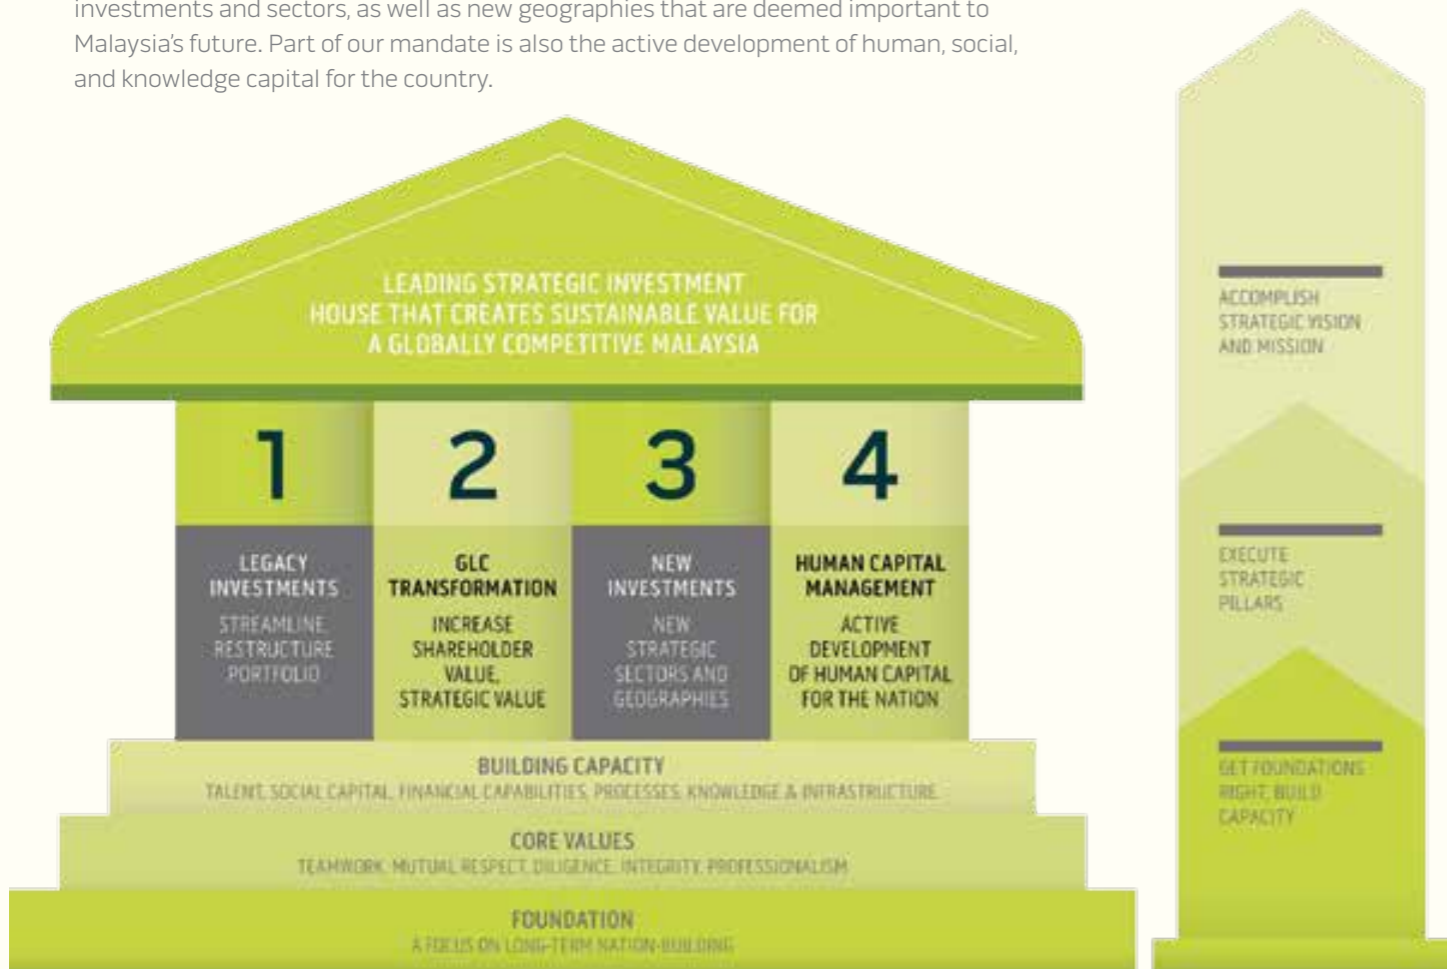 investments and sectors, as well as new geographies that are deemed important to
Malaysia's future. Part of our mandate is also the active development of human, social,
and knowledge capital for the country.
LEADING STRATEGIC INVESTMENT
HOUSE THAT CREATES SUSTAINABLE VALUE FOR
A GLOBALLY COMPETITIVE MALAYSIA
1
LEGACY
INVESTMENTS
STREAMLINE,
RESTRUCTURE
PORTFOLIO
2
GLC
TRANSFORMATION
INCREASE
SHAREHOLDER
VALUE,
STRATEGIC VALUE
3
NEW
INVESTMENTS
NEW
STRATEGIC
SECTORS AND
GEOGRAPHIES
4
HUMAN CAPITAL
MANAGEMENT
ACTIVE
DEVELOPMENT
OF HUMAN CAPITAL
FOR THE NATION
BUILDING CAPACITY
TALENT, SOCIAL CAPITAL, FINANCIAL CAPABILITIES, PROCESSES, KNOWLEDGE & INFRASTRUCTURE
CORE VALUES
TEAMWORK, MUTUAL RESPECT, DILIGENCE, INTEGRITY, PROFESSIONALISM
FOUNDATION
A FOCUS ON LONG-TERM NATION-BUILDING
ACCOMPLISH
STRATEGIC VISION
AND MISSION
EXECUTE
STRATEGIC
PILLARS
GET FOUNDATIONS
RIGHT, BUILD
CAPACITY